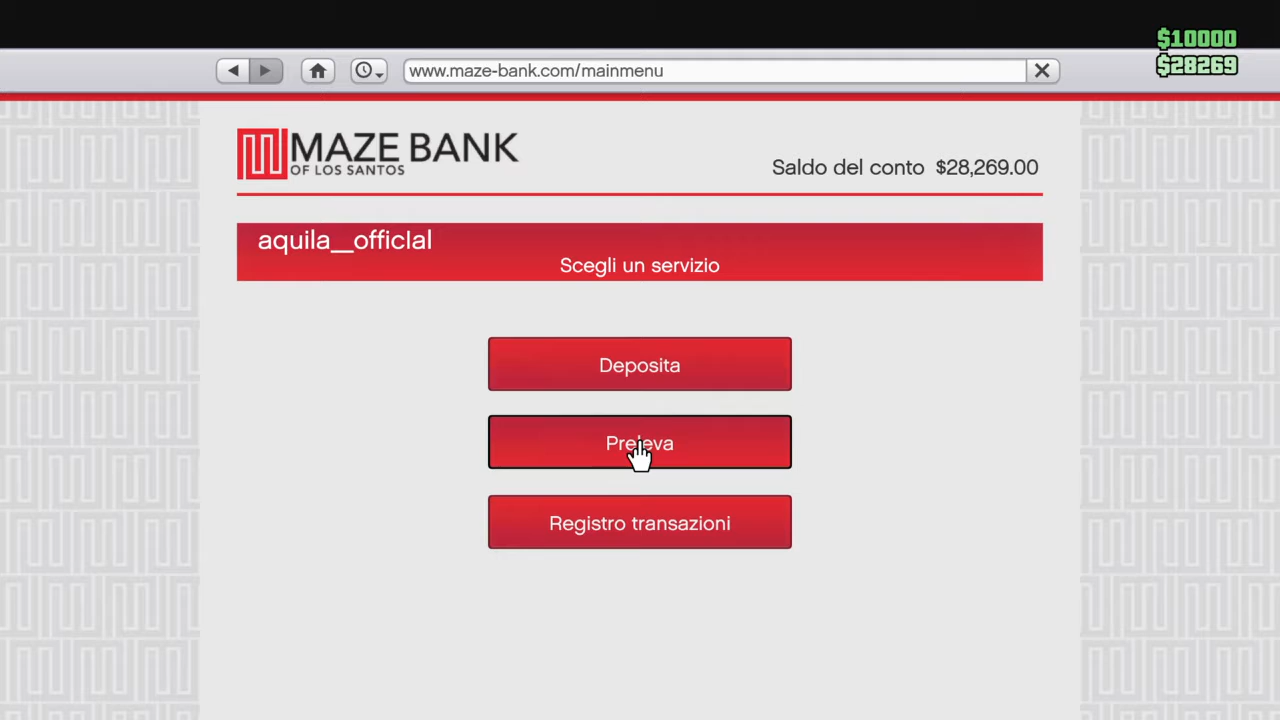 $10000
$28269
www.maze-bank.com/mainmenu
MAZE BANK
OF LOS SANTOS
Saldo del conto $28,269.00
aquila__officIal
Scegli un servizio
Deposita
Preleva
Registro transazioni